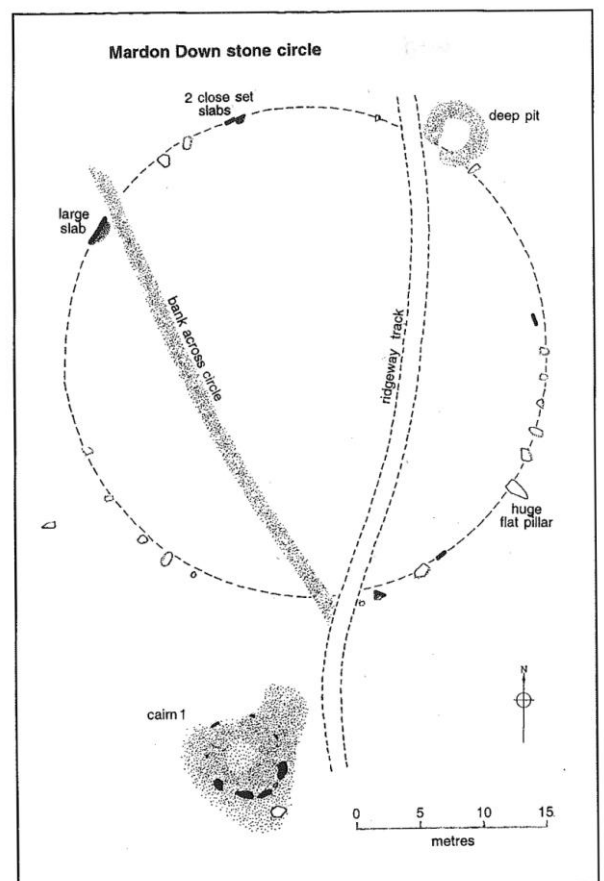 Mardon Down stone circle
2 close set
slabs
deep pit
large
slab
bank across circle
ridgeway track
huge
flat pillar
cairn 1
N
0 5 10 15
metres